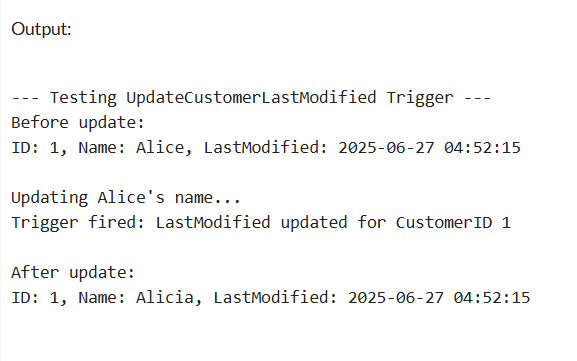 Output:
--- Testing UpdateCustomerLastModified Trigger ---
Before update:
ID: 1, Name: Alice, LastModified: 2025-06-27 04:52:15
Updating Alice's name...
Trigger fired: LastModified updated for CustomerID 1
After update:
ID: 1, Name: Alicia, LastModified: 2025-06-27 04:52:15